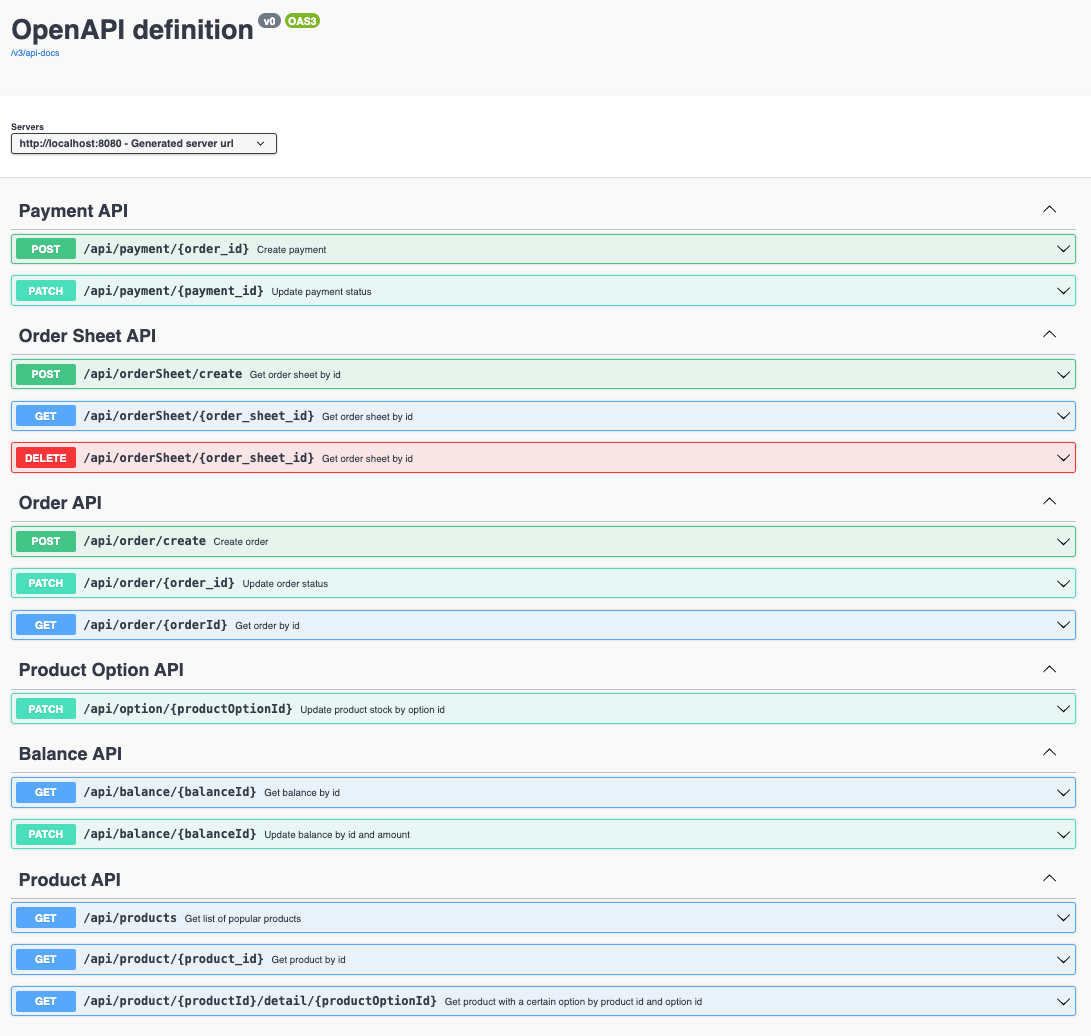 OpenAPI definition v0 OAS3
/v3/api-docs
Servers
http://localhost:8080 - Generated server url
Payment API
POST /api/payment/{order_id} Create payment
PATCH /api/payment/{payment_id} Update payment status
Order Sheet API
POST /api/orderSheet/create Get order sheet by id
GET /api/orderSheet/{order_sheet_id} Get order sheet by id
DELETE /api/orderSheet/{order_sheet_id} Get order sheet by id
Order API
POST /api/order/create Create order
PATCH /api/order/{order_id} Update order status
GET /api/order/{orderId} Get order by id
Product Option API
PATCH /api/option/{productOptionId} Update product stock by option id
Balance API
GET /api/balance/{balanceId} Get balance by id
PATCH /api/balance/{balanceId} Update balance by id and amount
Product API
GET /api/products Get list of popular products
GET /api/product/{product_id} Get product by id
GET /api/product/{productId}/detail/{productOptionId} Get product with a certain option by product id and option id